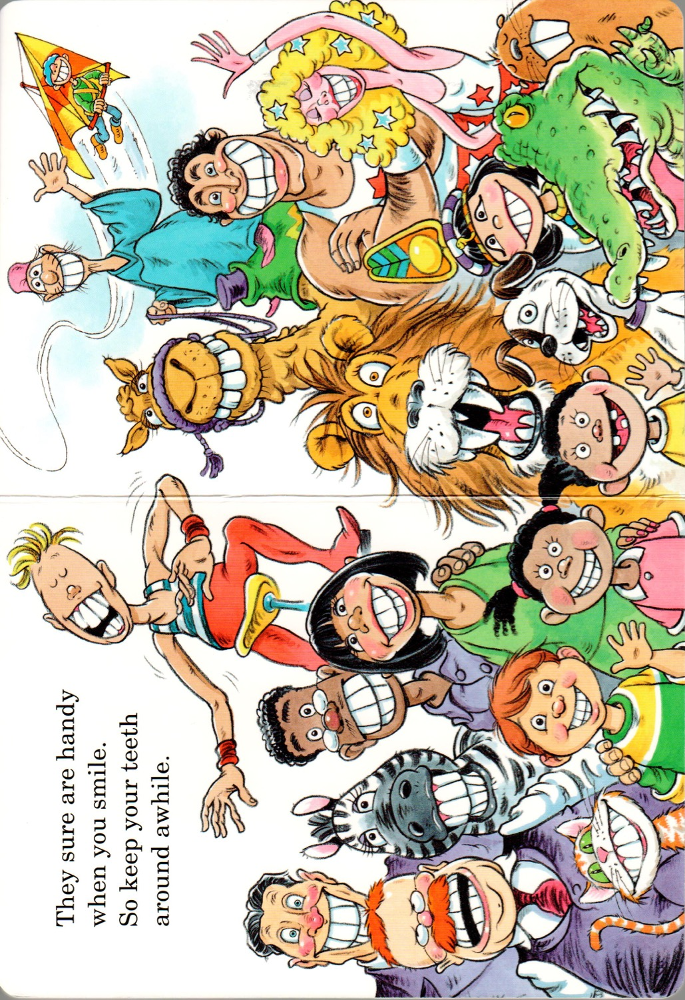 They sure are handy
when you smile.
So keep your teeth
around awhile.